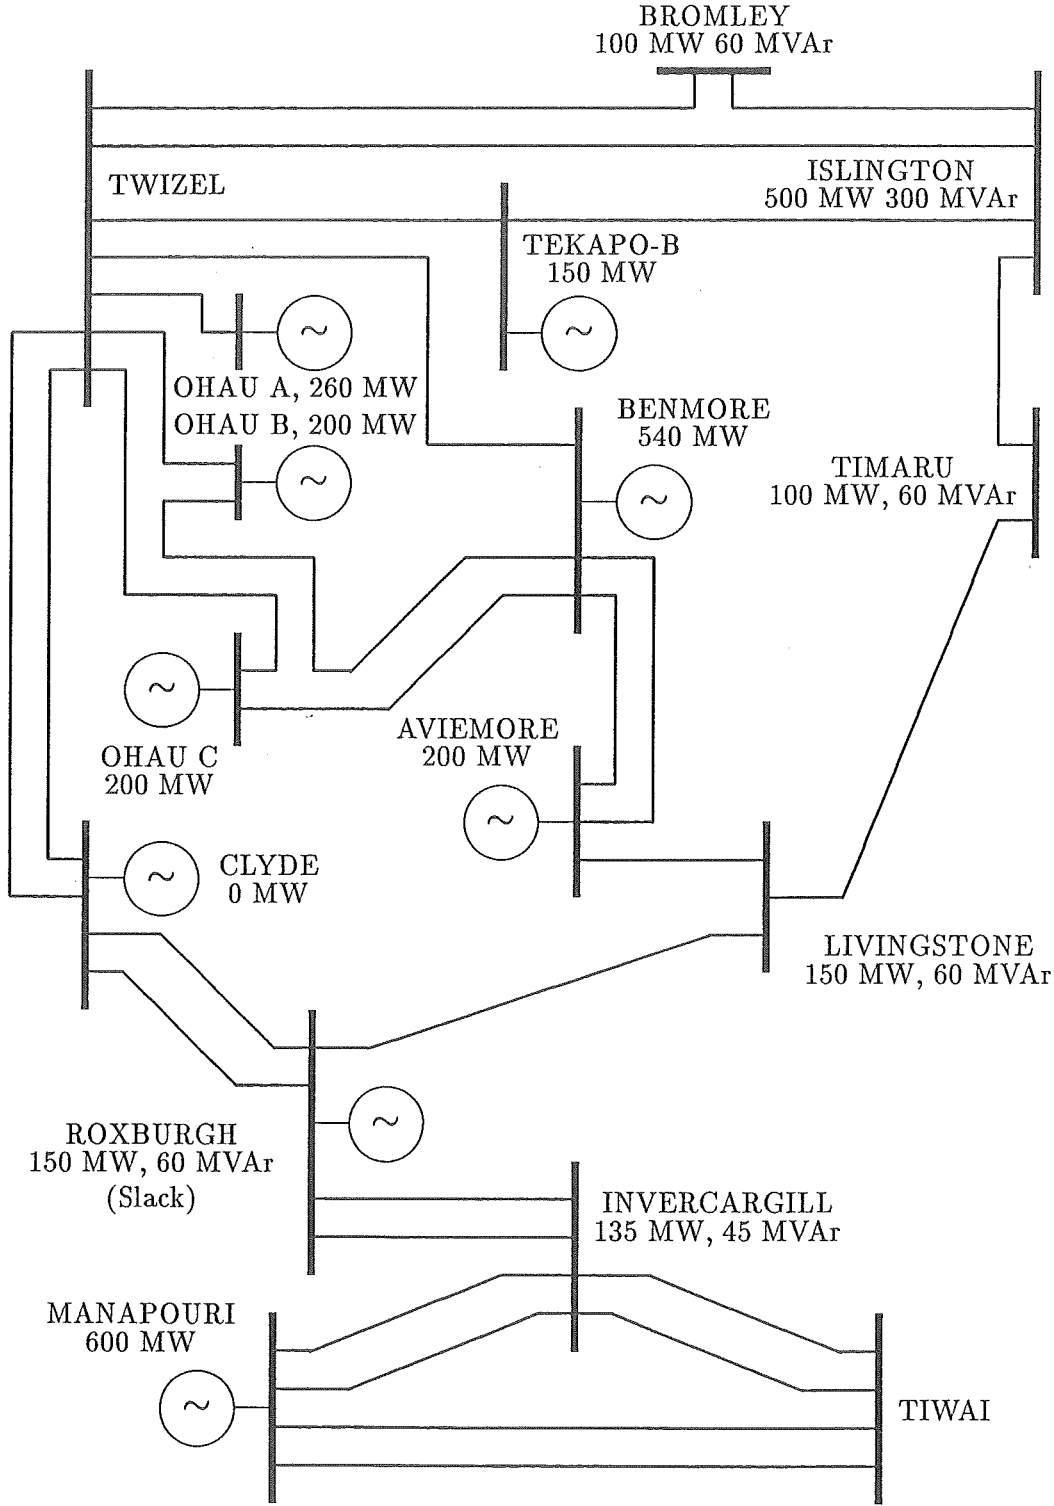 BROMLEY
100 MW 60 MVAr
TWIZEL
ISLINGTON
500 MW 300 MVAr
TEKAPO-B
150 MW
~
~
OHAU A, 260 MW
OHAU B, 200 MW
~
BENMORE
540 MW
~
TIMARU
100 MW, 60 MVAr
~
OHAU C
200 MW
AVIEMORE
200 MW
~
~
CLYDE
0 MW
LIVINGSTONE
150 MW, 60 MVAr
~
ROXBURGH
150 MW, 60 MVAr
(Slack)
INVERCARGILL
135 MW, 45 MVAr
MANAPOURI
600 MW
~
TIWAI